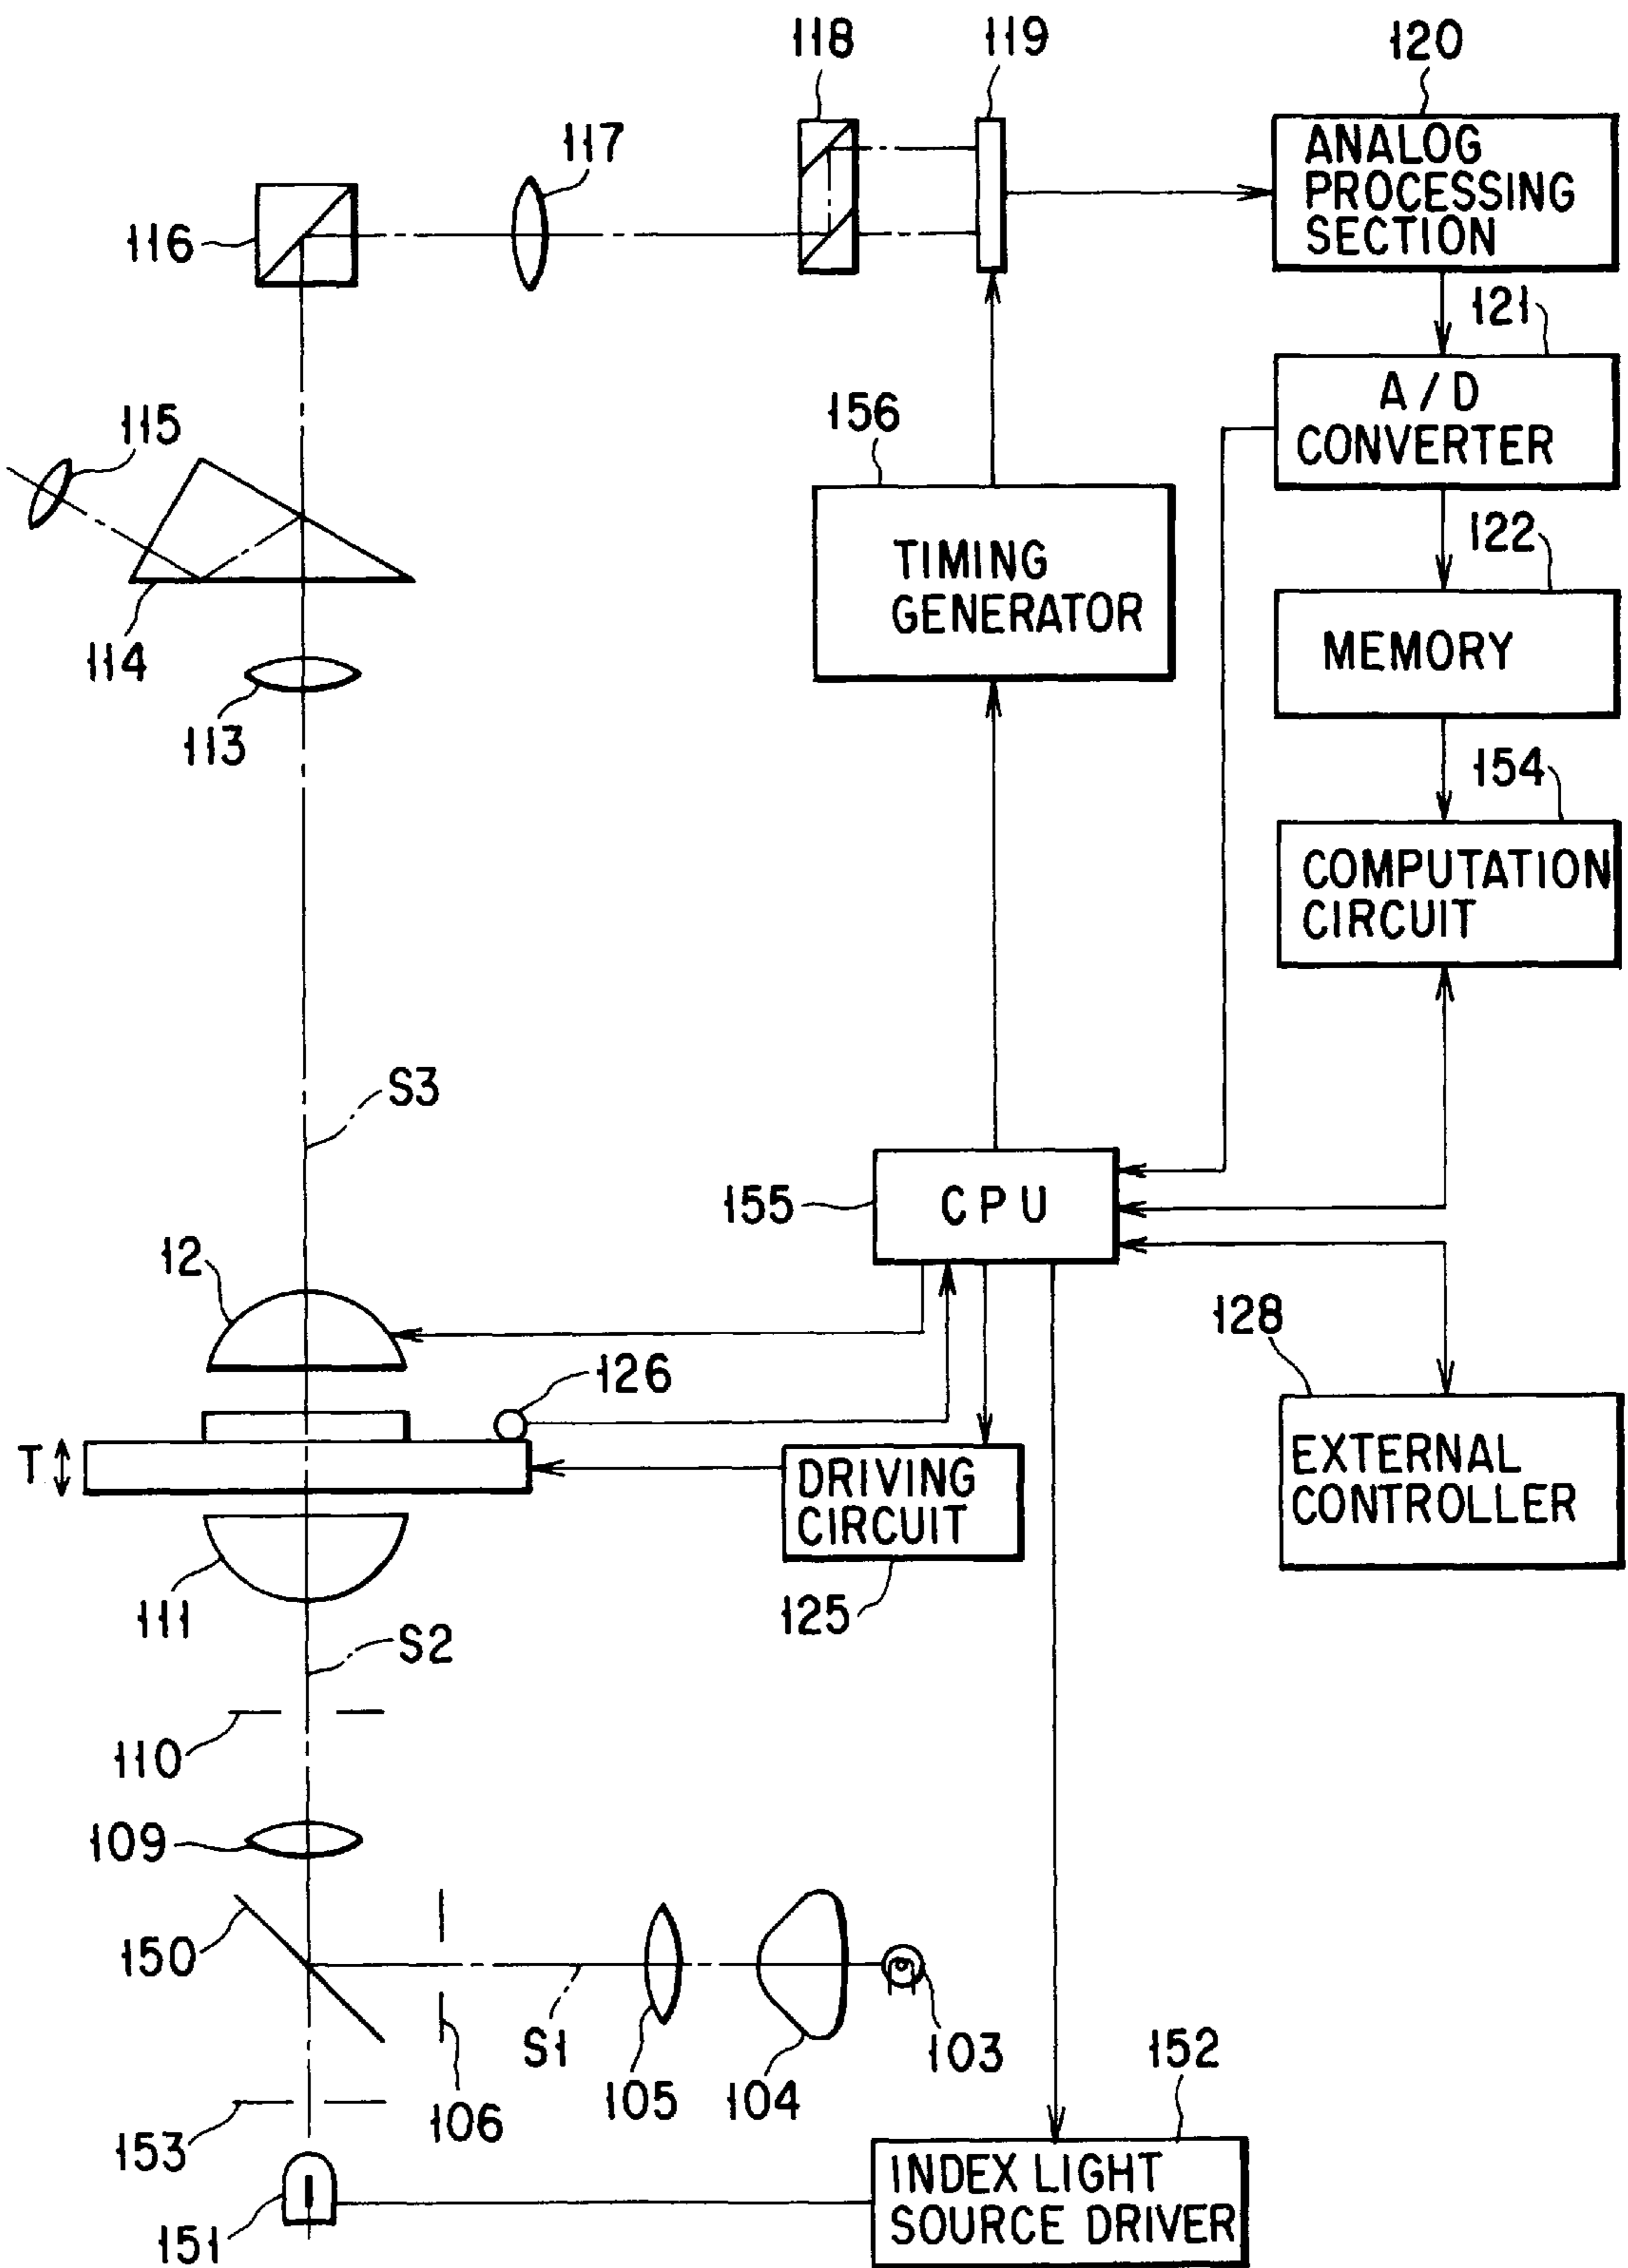 118
119
120
ANALOG
PROCESSING
SECTION
117
116
121
A/D
CONVERTER
115
156
TIMING
GENERATOR
122
MEMORY
114
113
154
COMPUTATION
CIRCUIT
S3
155
CPU
12
128
EXTERNAL
CONTROLLER
126
T
DRIVING
CIRCUIT
125
111
S2
110
109
150
S1
103
105
104
106
152
153
INDEX LIGHT
SOURCE DRIVER
151